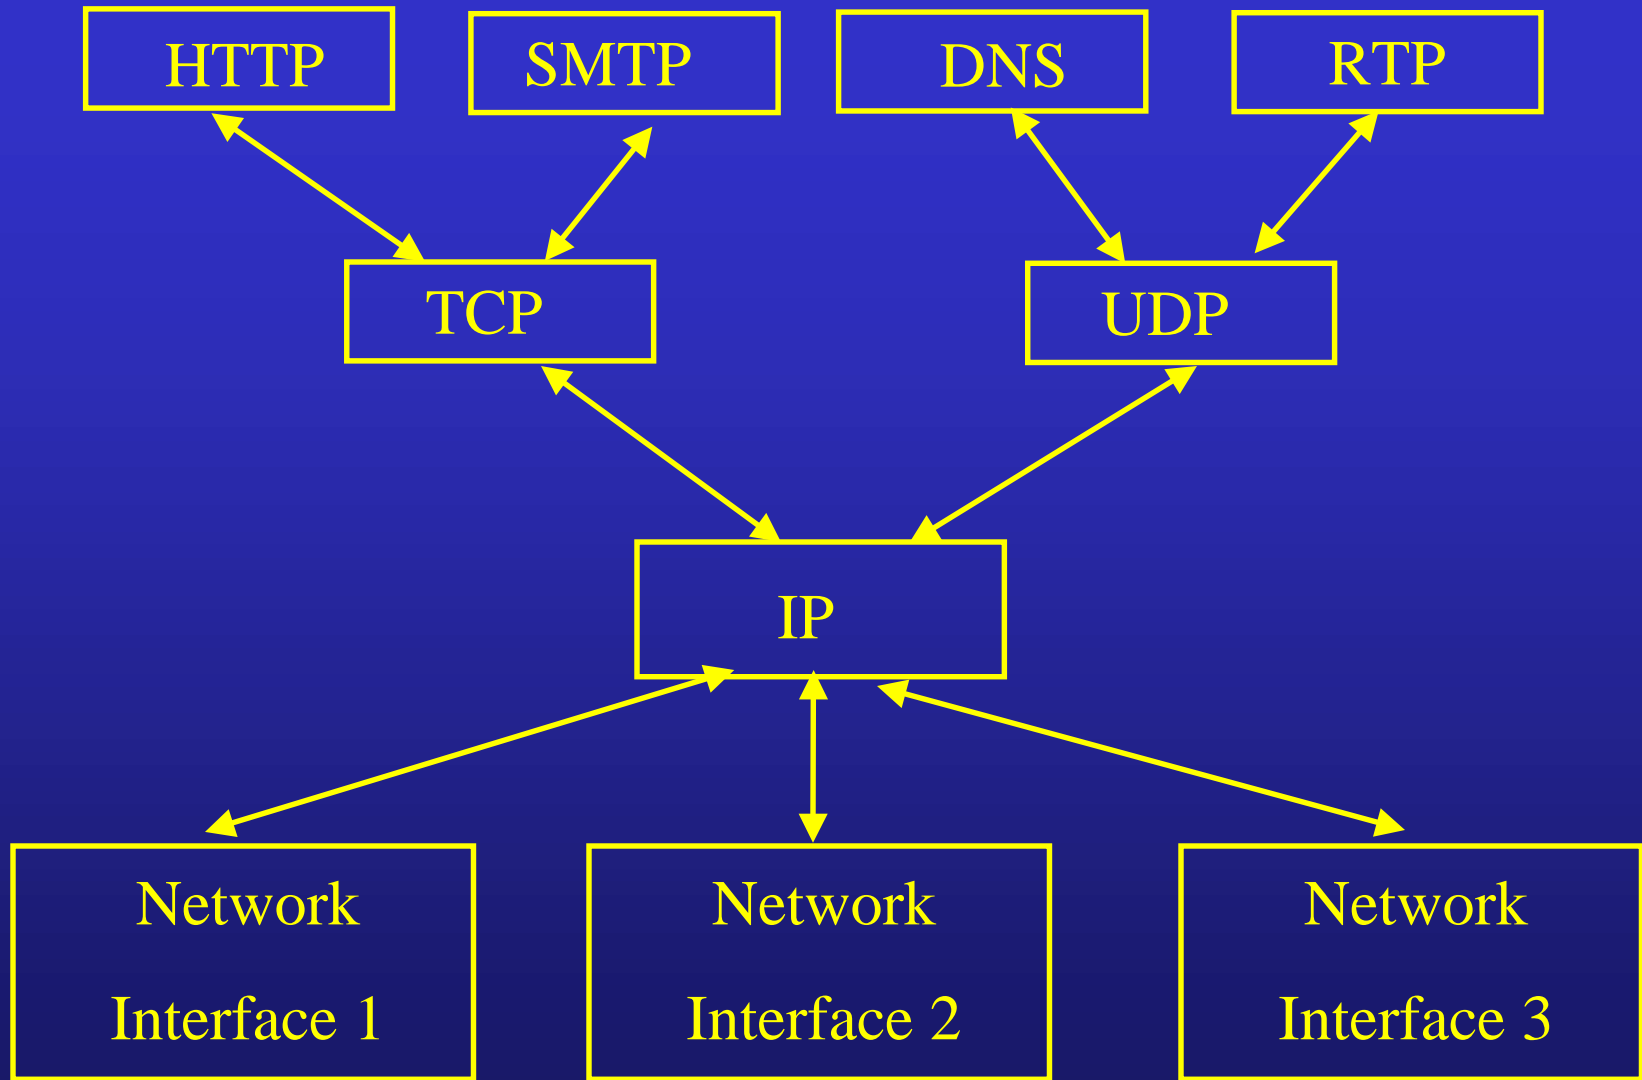 HTTP
SMTP
DNS
RTP
TCP
UDP
IP
Network
Interface 1
Network
Interface 2
Network
Interface 3